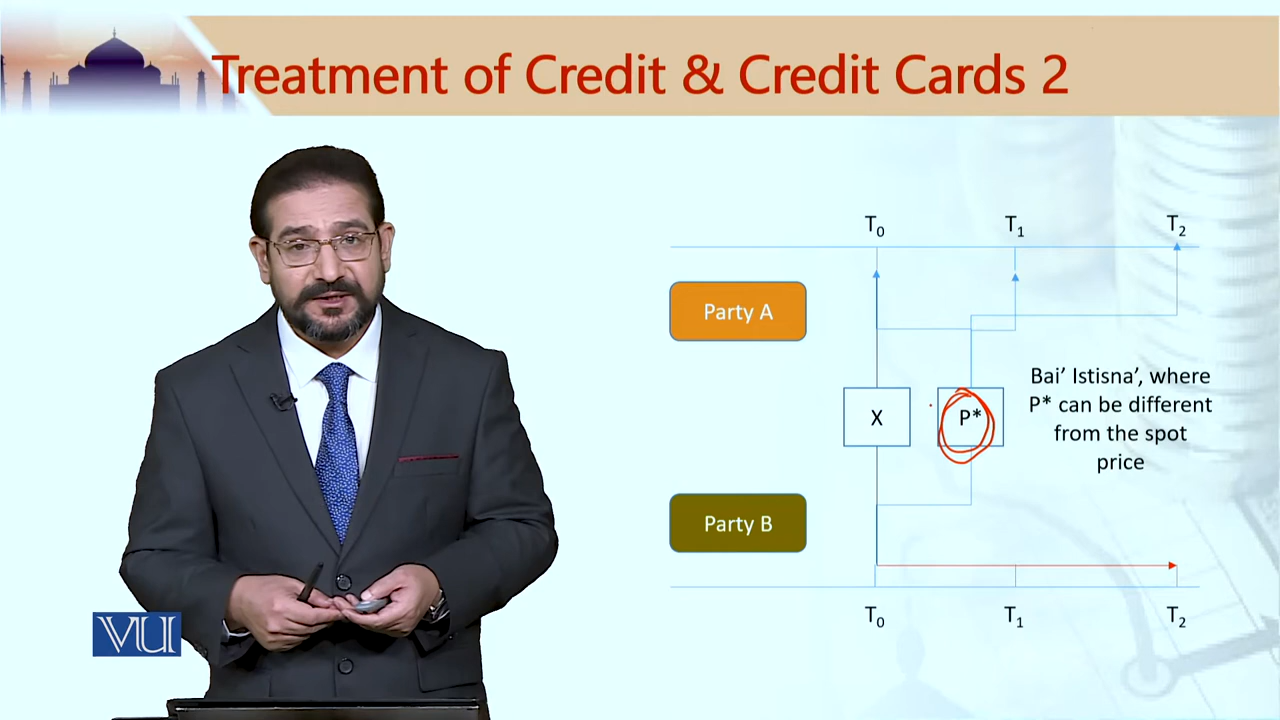 Treatment of Credit & Credit Cards 2
T0 T1 T2
Party A
X P*
Bai’ Istisna’, where
P* can be different
from the spot
price
Party B
T0 T1 T2
VU